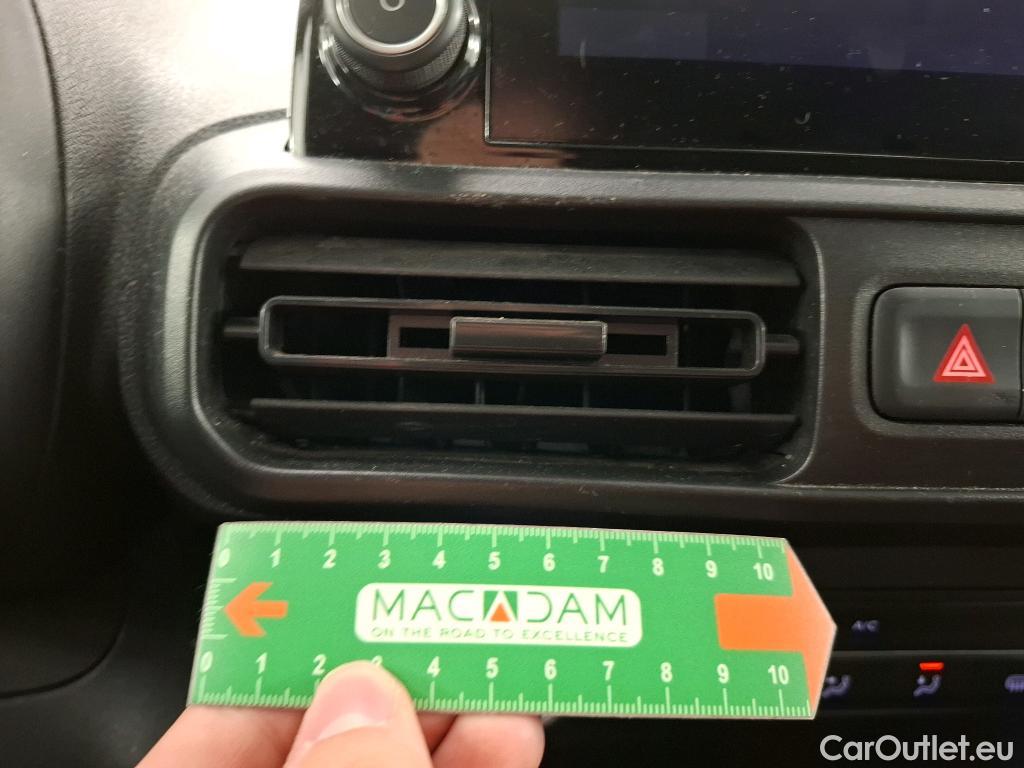 0 1 2 3 4 5 6 7 8 9 10
MACADAM
ON THE ROAD TO EXCELLENCE
0 1 2 3 4 5 6 7 8 9 10
A/C
CarOutlet.eu